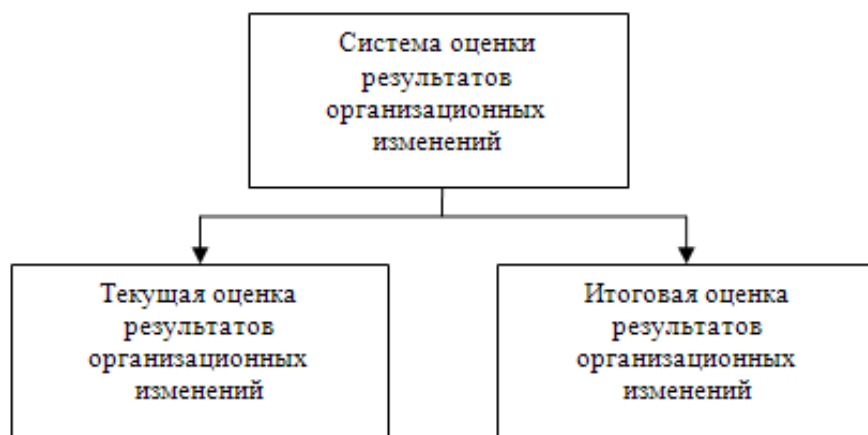 Система оценки
результатов
организационных
изменений
Текущая оценка
результатов
организационных
изменений
Итоговая оценка
результатов
организационных
изменений